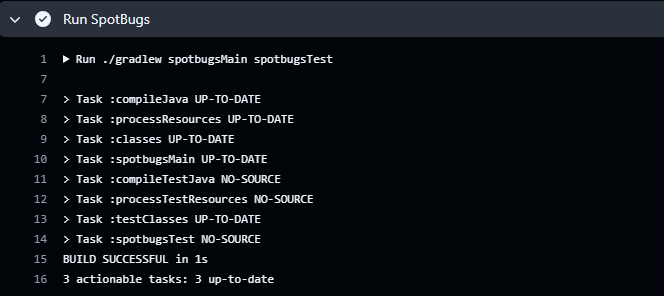 Run SpotBugs
1 Run ./gradlew spotbugsMain spotbugsTest
7
7 > Task :compileJava UP-TO-DATE
8 > Task :processResources UP-TO-DATE
9 > Task :classes UP-TO-DATE
10 > Task :spotbugsMain UP-TO-DATE
11 > Task :compileTestJava NO-SOURCE
12 > Task :processTestResources NO-SOURCE
13 > Task :testClasses UP-TO-DATE
14 > Task :spotbugsTest NO-SOURCE
15 BUILD SUCCESSFUL in 1s
16 3 actionable tasks: 3 up-to-date